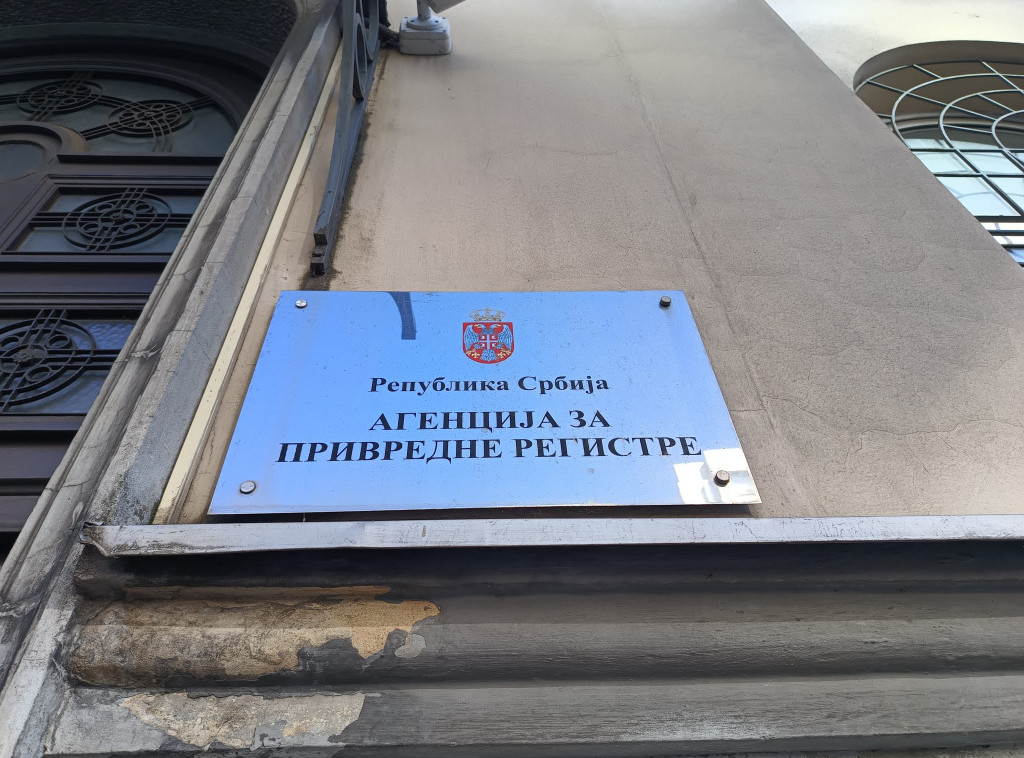 Република Србија
АГЕНЦИЈА ЗА
ПРИВРЕДНЕ РЕГИСТРЕ